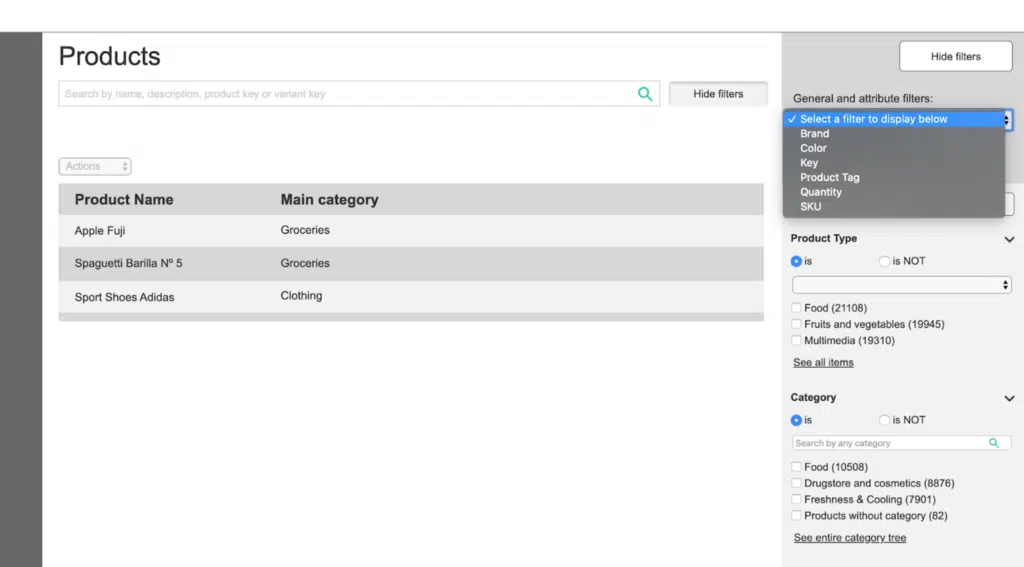 Products
Search by name, description, product key or variant key
Hide filters
Actions
Product Name Main category
Apple Fuji Groceries
Spaguetti Barilla Nº 5 Groceries
Sport Shoes Adidas Clothing
Hide filters
General and attribute filters:
✓ Select a filter to display below
Brand
Color
Key
Product Tag
Quantity
SKU
Product Type
is is NOT
Food (21108)
Fruits and vegetables (19945)
Multimedia (19310)
See all items
Category
is is NOT
Search by any category
Food (10508)
Drugstore and cosmetics (8876)
Freshness & Cooling (7901)
Products without category (82)
See entire category tree